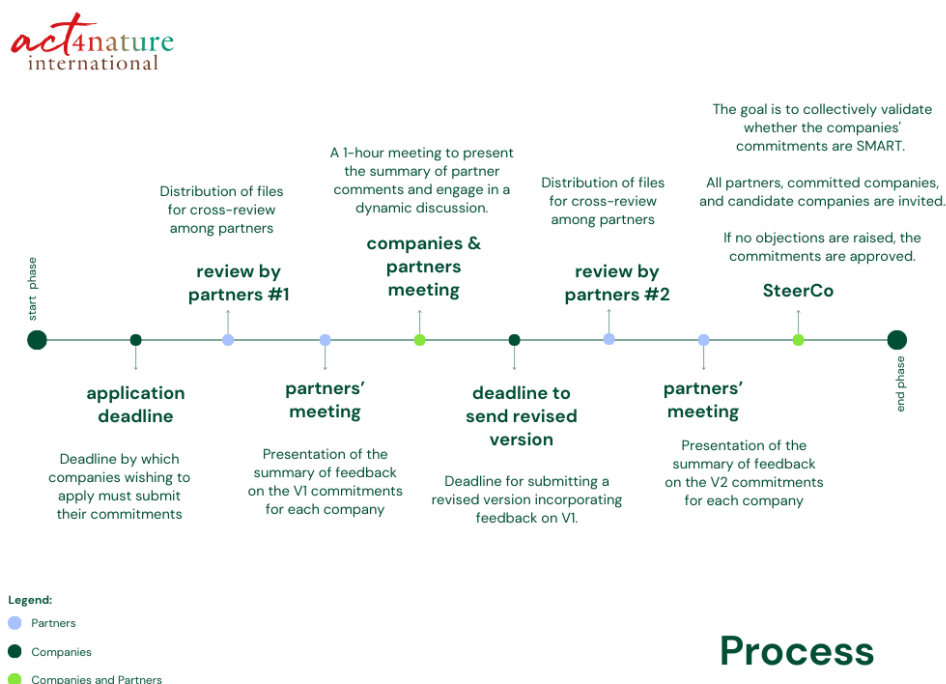 act4nature
international
The goal is to collectively validate
whether the companies'
commitments are SMART.
All partners, committed companies,
and candidate companies are invited.
If no objections are raised, the
commitments are approved.
SteerCo
A 1-hour meeting to present
the summary of partner
comments and engage in a
dynamic discussion.
companies &
partners
meeting
Distribution of files
for cross-review
among partners
review by
partners #1
Distribution of files
for cross-review
among partners
review by
partners #2
start phase
end phase
application
deadline
Deadline by which
companies wishing to
apply must submit
their commitments
partners’
meeting
Presentation of the
summary of feedback
on the V1 commitments
for each company
deadline to
send revised
version
Deadline for submitting a
revised version incorporating
feedback on V1.
partners’
meeting
Presentation of the
summary of feedback
on the V2 commitments
for each company
Legend:
Partners
Companies
Companies and Partners
Process